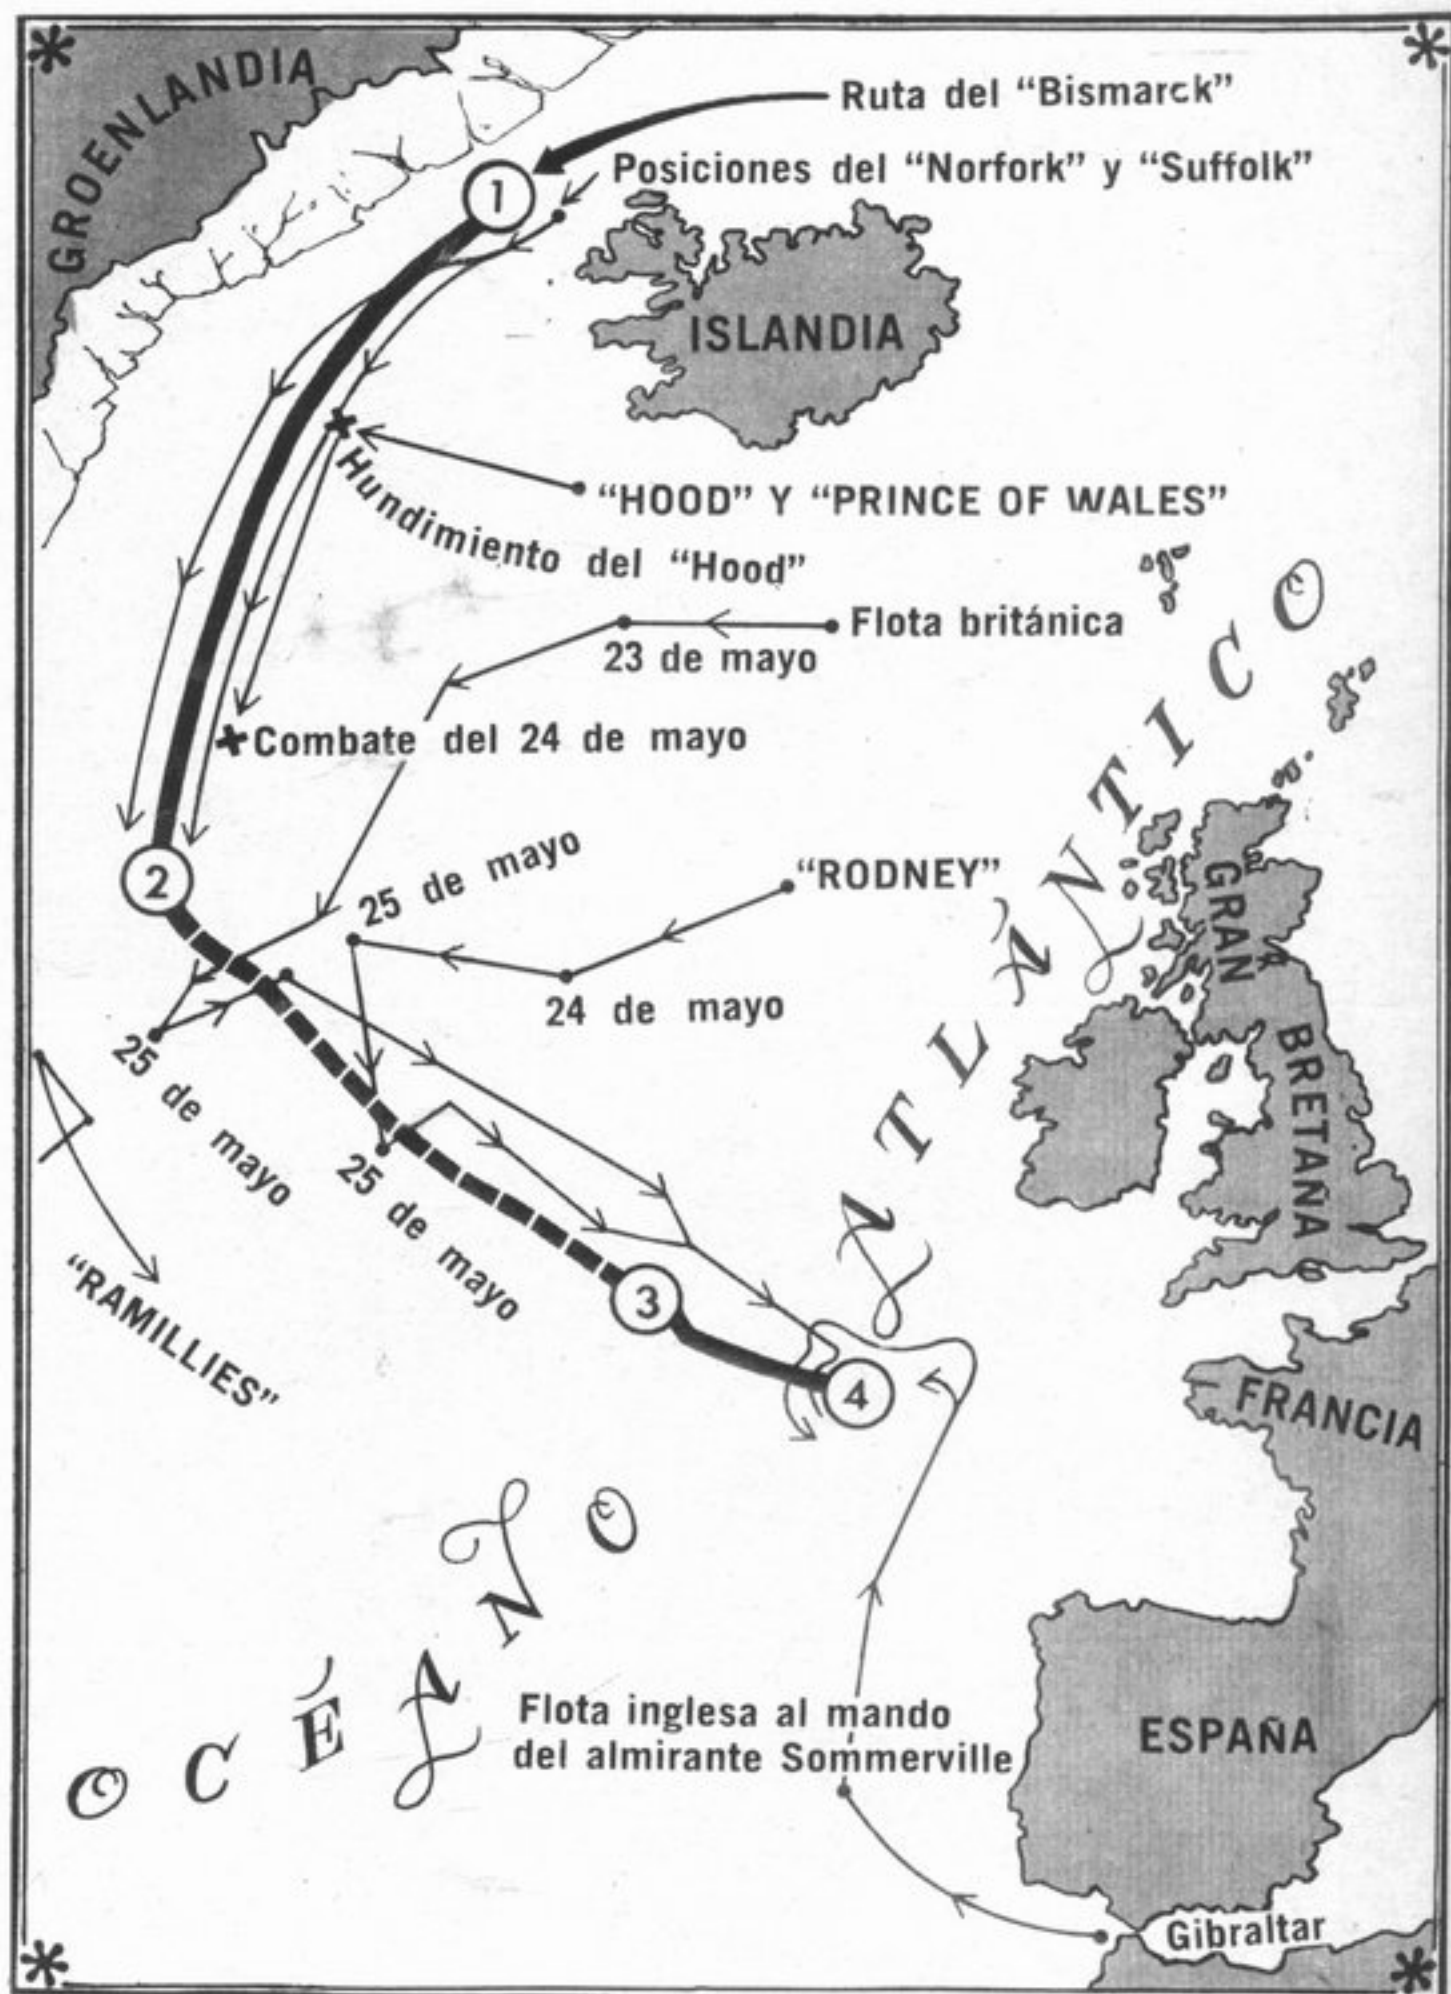 GROENLANDIA
Ruta del “Bismarck”
1
Posiciones del “Norfork” y “Suffolk”
ISLANDIA
“HOOD” Y “PRINCE OF WALES”
Hundimiento del “Hood”
Flota británica
23 de mayo
Combate del 24 de mayo
2
25 de mayo
“RODNEY”
24 de mayo
25 de mayo
25 de mayo
“RAMILLIES”
3
4
OCÉANO
ATLÁNTICO
GRAN
BRETAÑA
FRANCIA
Flota inglesa al mando
del almirante Sommerville
ESPAÑA
Gibraltar